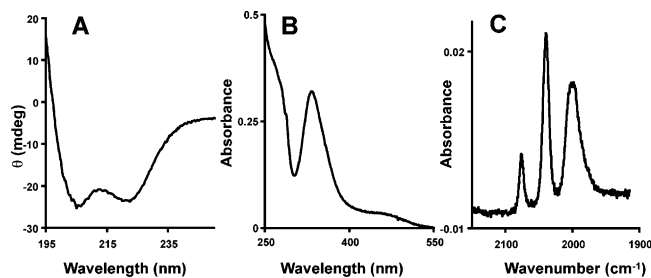 A
20
10
0
-10
-20
-30
θ (mdeg)
195
215
235
Wavelength (nm)
B
0.5
0.25
0
Absorbance
250
400
550
Wavelength (nm)
C
0.02
-0.01
Absorbance
2100
2000
1900
Wavenumber (cm-1)